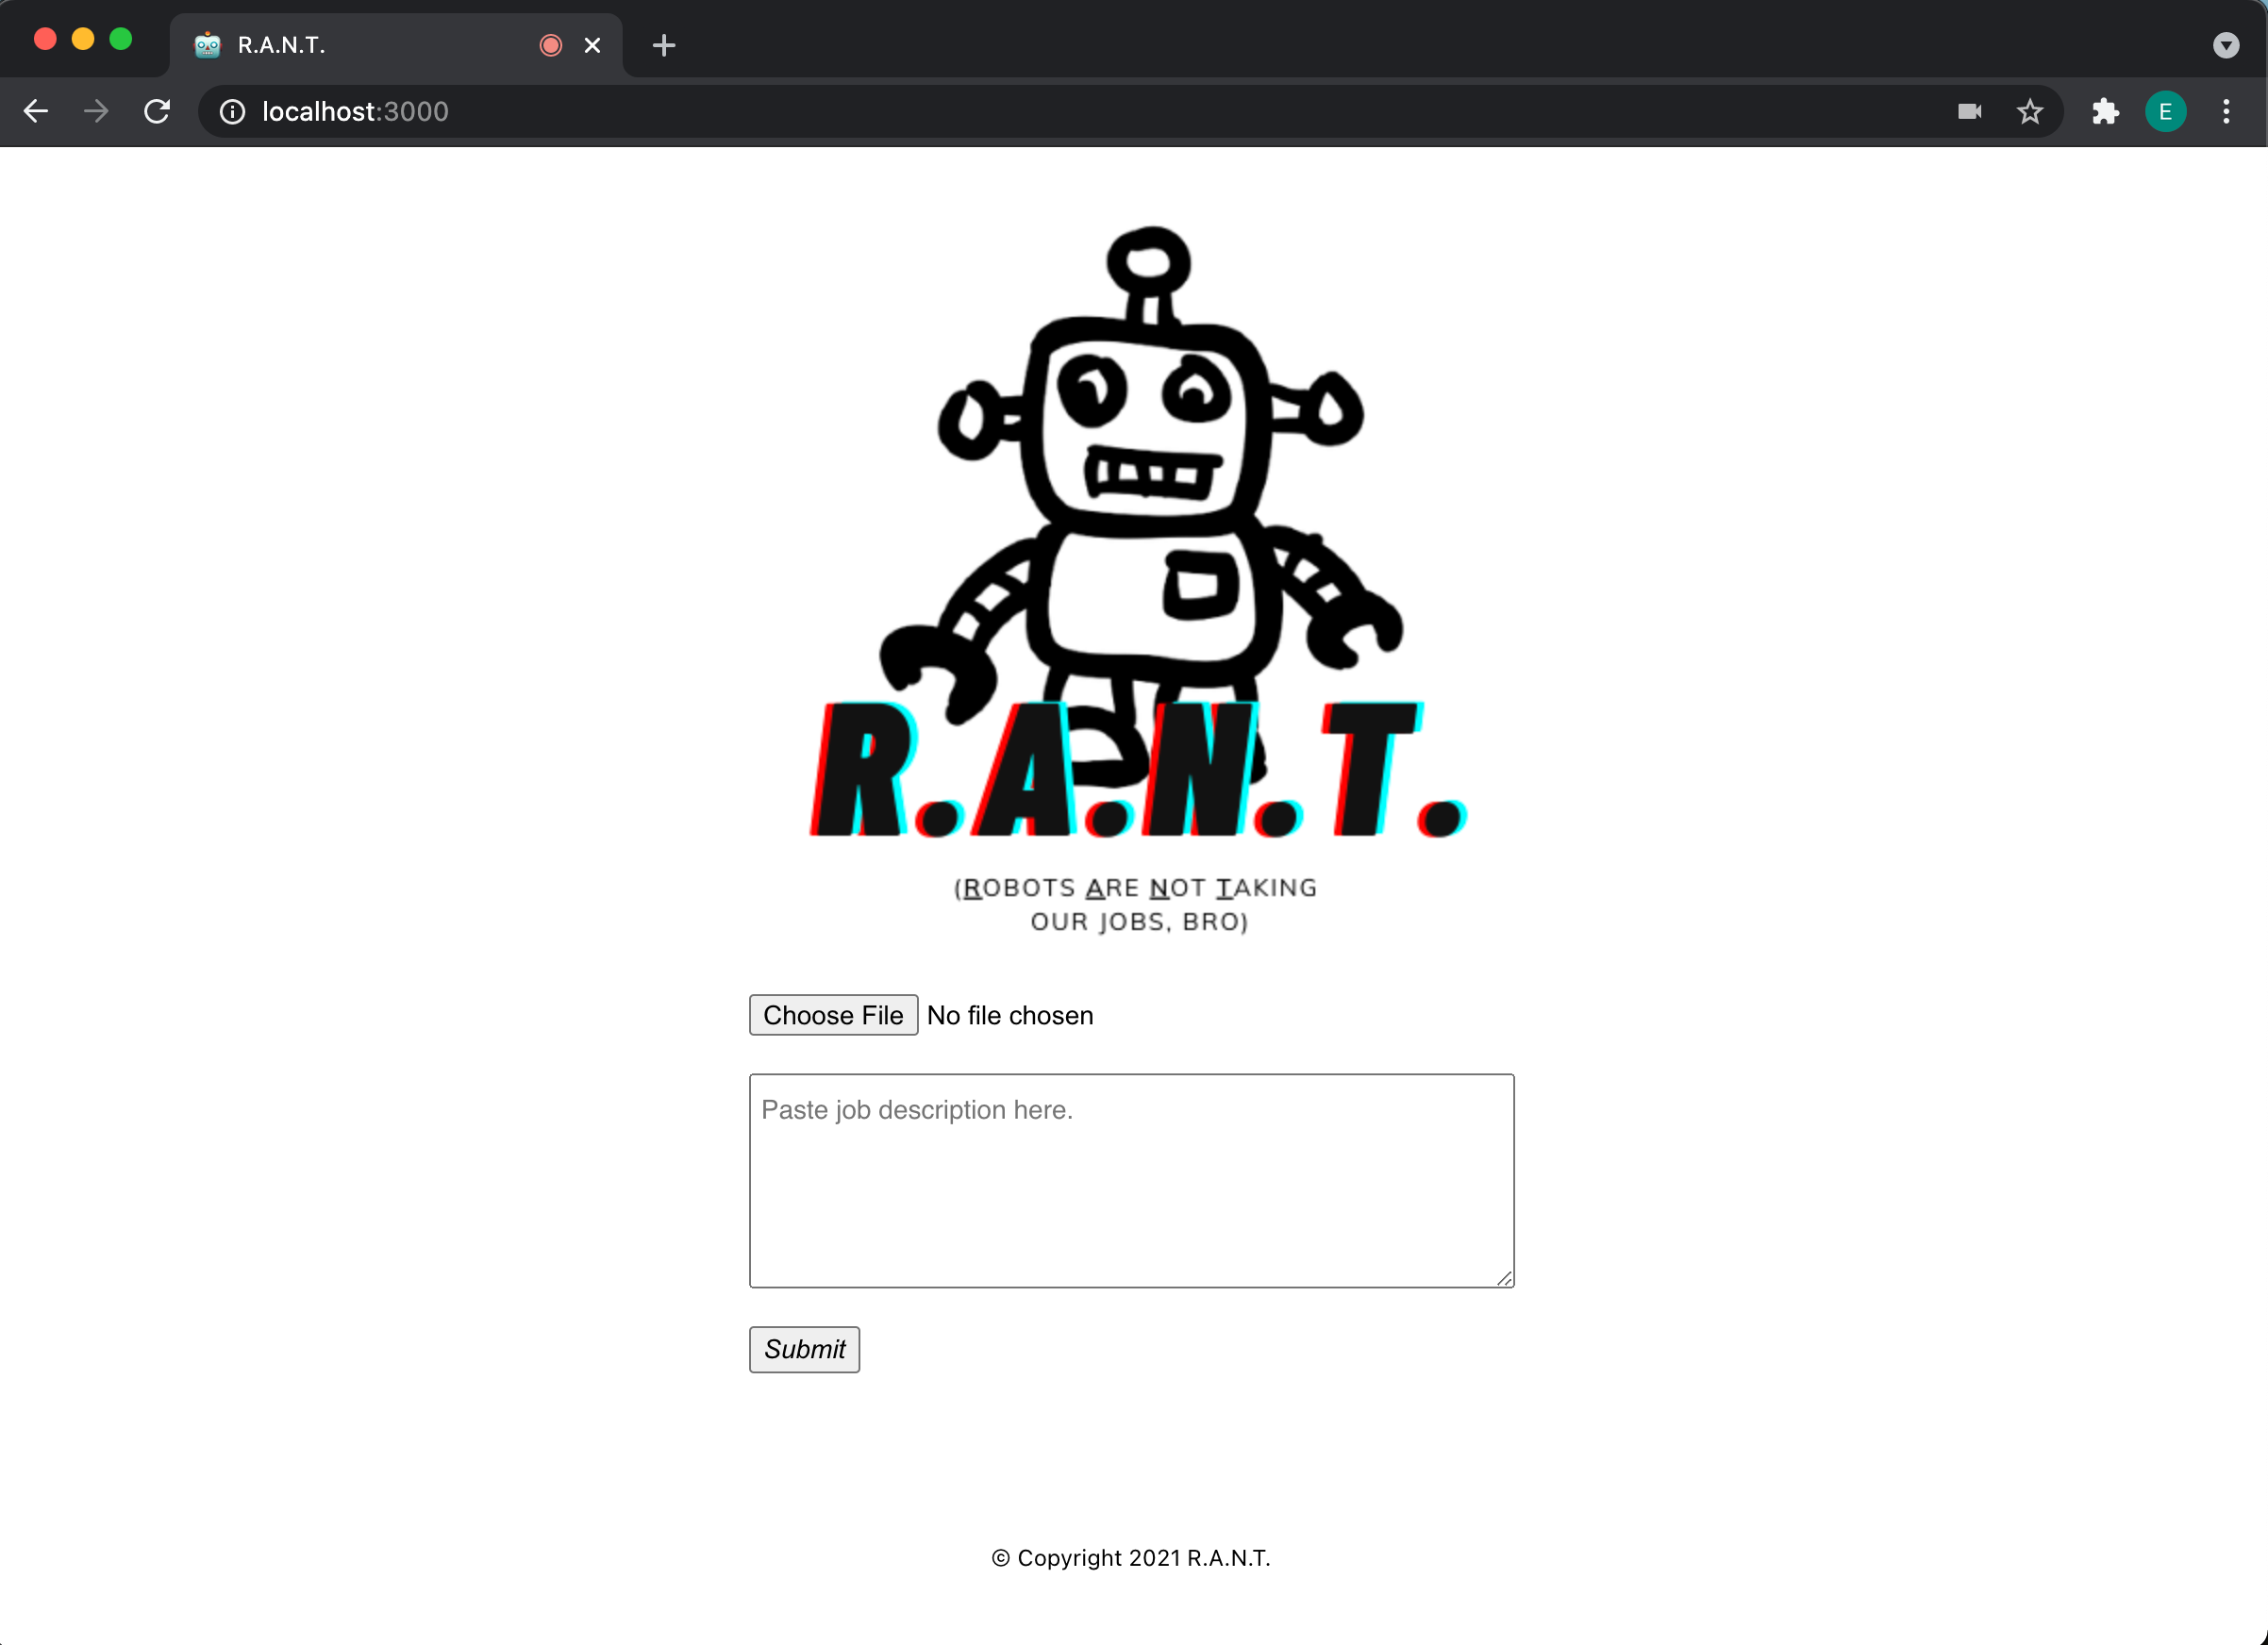 R.A.N.T.
localhost:3000
E
R.A.N.T.
(ROBOTS ARE NOT TAKING
OUR JOBS, BRO)
Choose File No file chosen
Paste job description here.
Submit
© Copyright 2021 R.A.N.T.